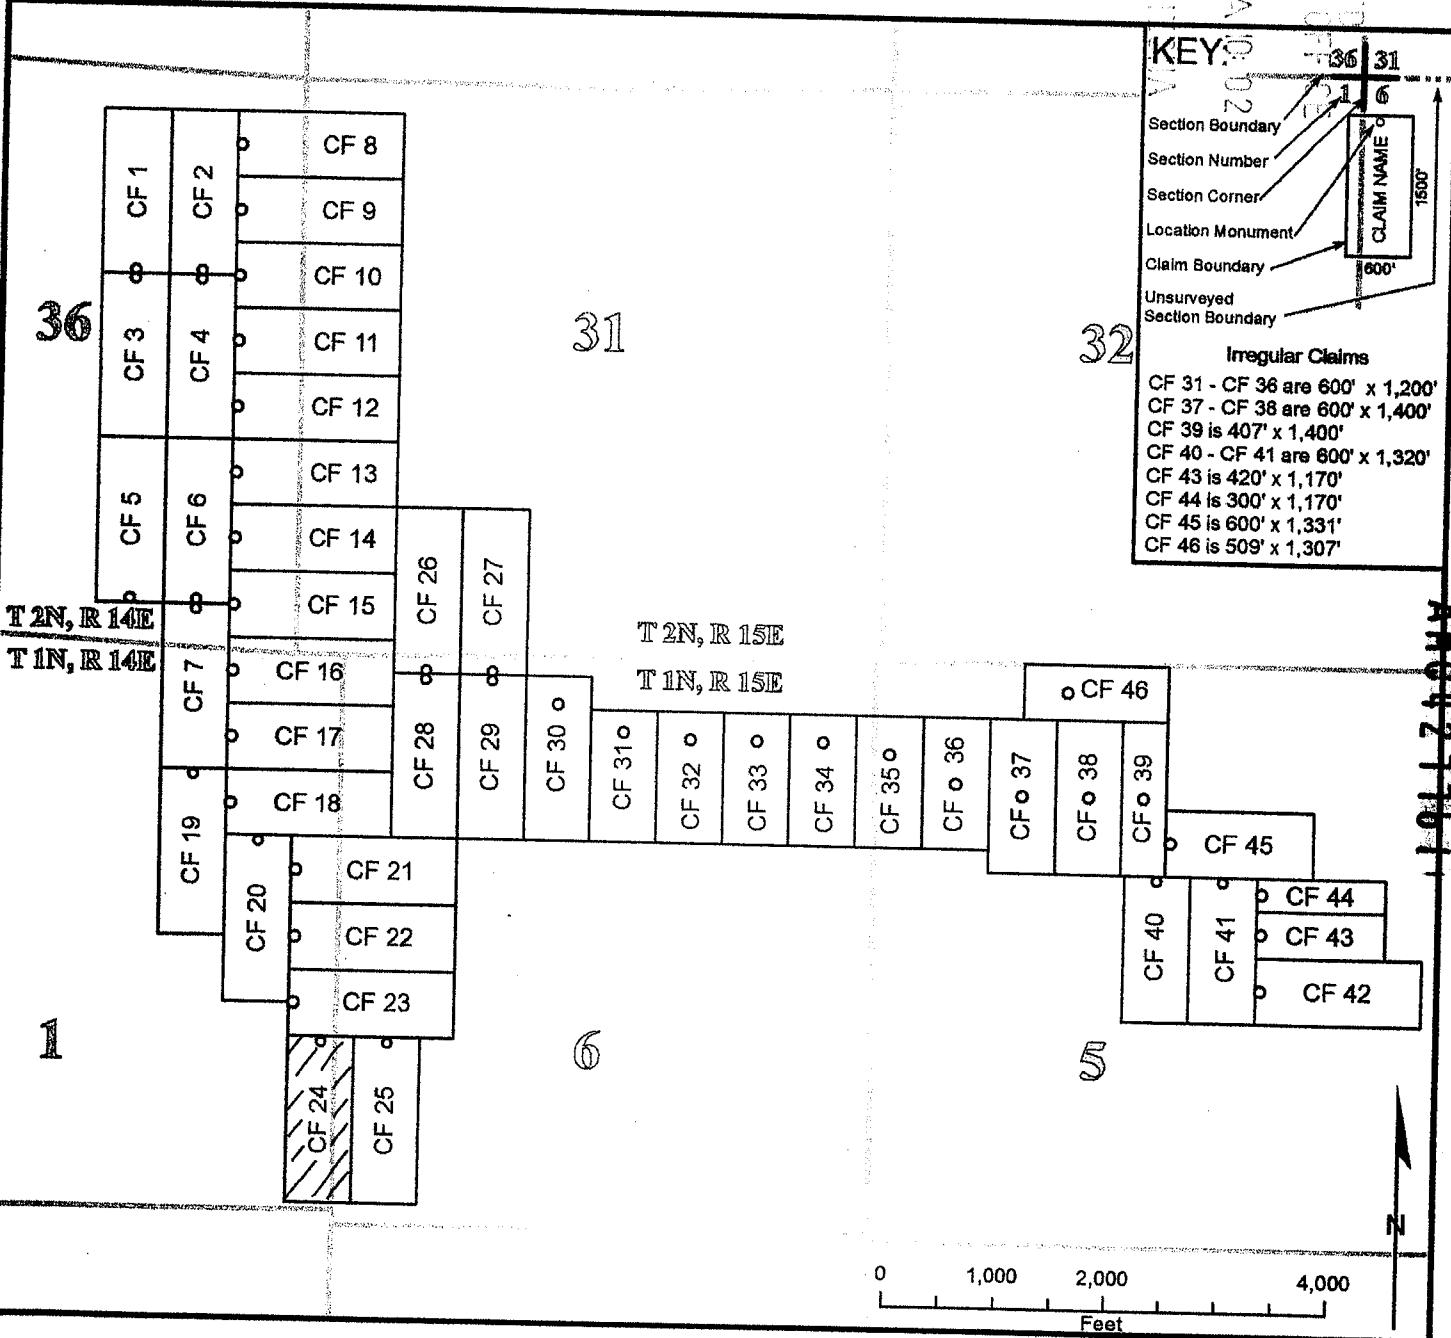 KEY:
36 31
1 6
Section Boundary
Section Number
Section Corner
Location Monument
Claim Boundary
Unsurveyed
Section Boundary
CLAIM NAME
1500'
600'
Irregular Claims
CF 31 - CF 36 are 600' x 1,200'
CF 37 - CF 38 are 600' x 1,400'
CF 39 is 407' x 1,400'
CF 40 - CF 41 are 600' x 1,320'
CF 43 is 420' x 1,170'
CF 44 is 300' x 1,170'
CF 45 is 600' x 1,331'
CF 46 is 509' x 1,307'
CF 1
CF 2
CF 8
CF 9
CF 10
36
CF 3
CF 4
CF 11
31
32
CF 12
CF 5
CF 6
CF 13
CF 14
CF 15
CF 26
CF 27
T 2N, R 14E
T 2N, R 15E
T 1N, R 14E
T 1N, R 15E
CF 7
CF 16
CF 17
CF 18
CF 28
CF 29
CF 30
CF 31
CF 32
CF 33
CF 34
CF 35
CF 36
CF 37
CF 38
CF 39
CF 46
CF 19
CF 20
CF 21
CF 22
CF 23
CF 45
CF 44
CF 43
CF 42
CF 40
CF 41
1
6
5
CF 24
CF 25
N
0 1,000 2,000 4,000
Feet